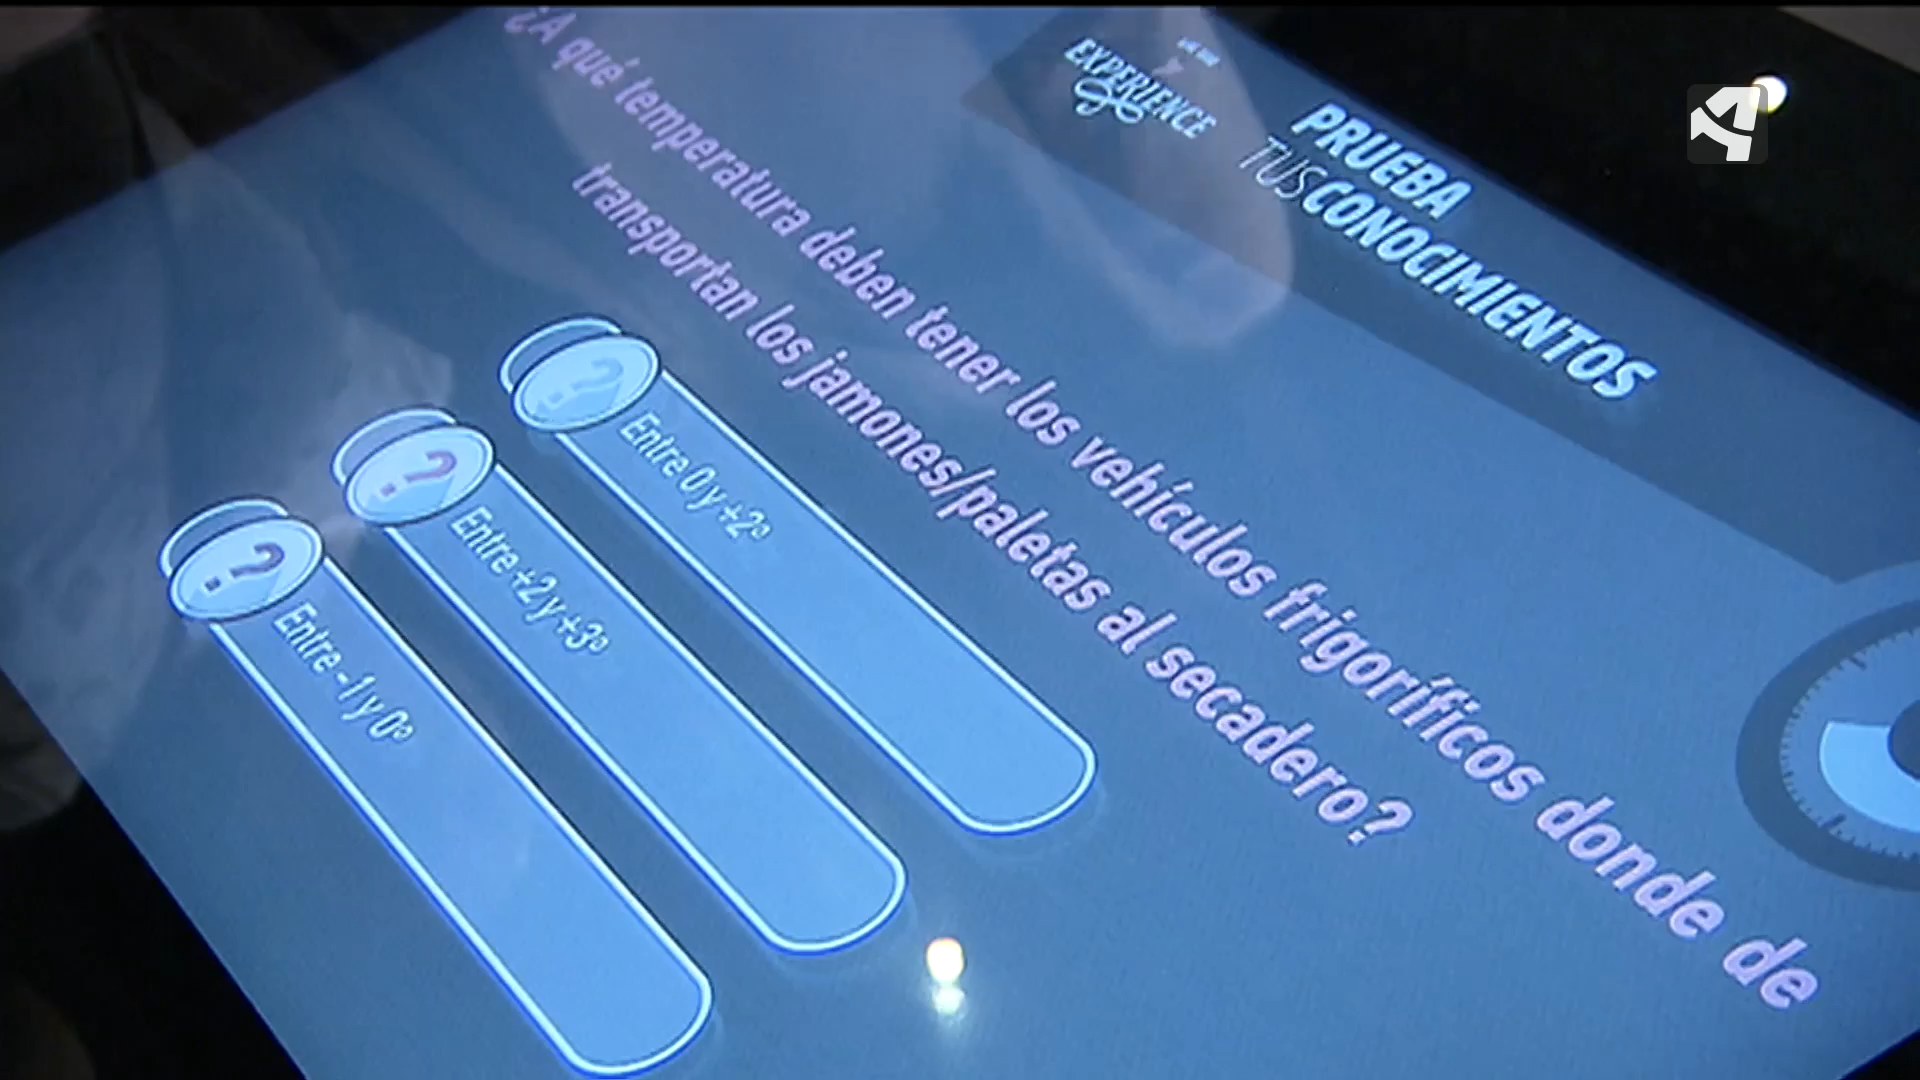 EXPERIENCE
PRUEBA
TUS CONOCIMIENTOS
¿A qué temperatura deben tener los vehículos frigoríficos donde de
transportan los jamones/paletas al secadero?
? Entre 0 y +2º
? Entre +2 y +3º
? Entre -1 y 0º